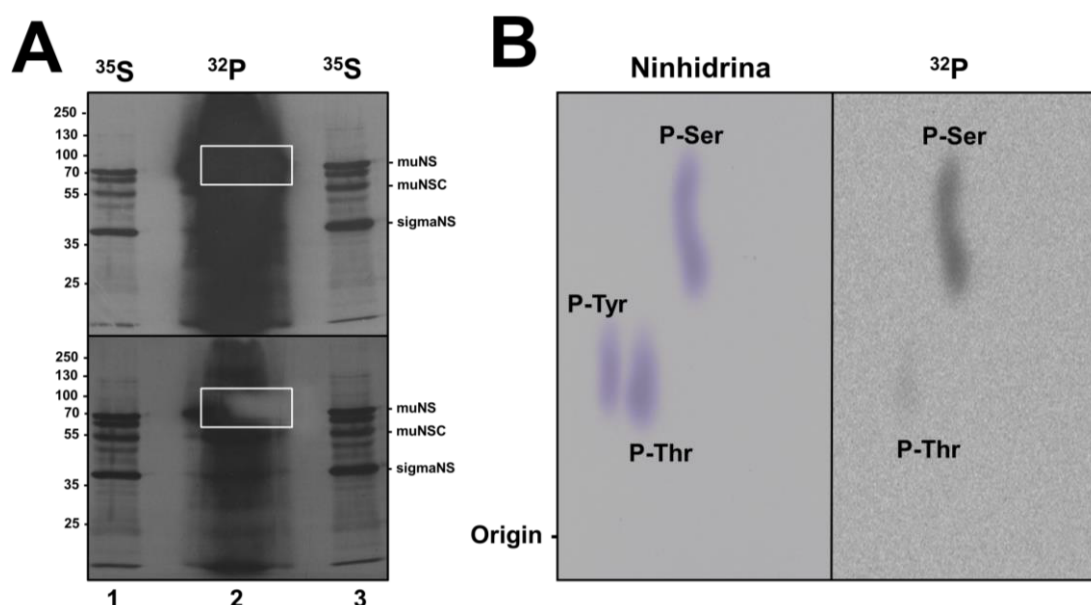 A
35S 32P 35S
250 -
130 -
100 -
70 -
55 -
35 -
25 -
- muNS
- muNSC
- sigmaNS
250 -
130 -
100 -
70 -
55 -
35 -
25 -
- muNS
- muNSC
- sigmaNS
1 2 3
B
Ninhidrina 32P
P-Ser P-Ser
P-Tyr
P-Thr P-Thr
Origin -